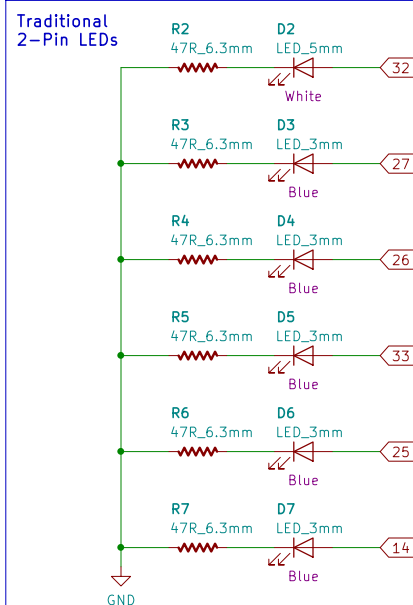 Traditional
2-Pin LEDs
R2 D2
47R_6.3mm LED_5mm
32
White
R3 D3
47R_6.3mm LED_3mm
27
Blue
R4 D4
47R_6.3mm LED_3mm
26
Blue
R5 D5
47R_6.3mm LED_3mm
33
Blue
R6 D6
47R_6.3mm LED_3mm
25
Blue
R7 D7
47R_6.3mm LED_3mm
14
Blue
GND